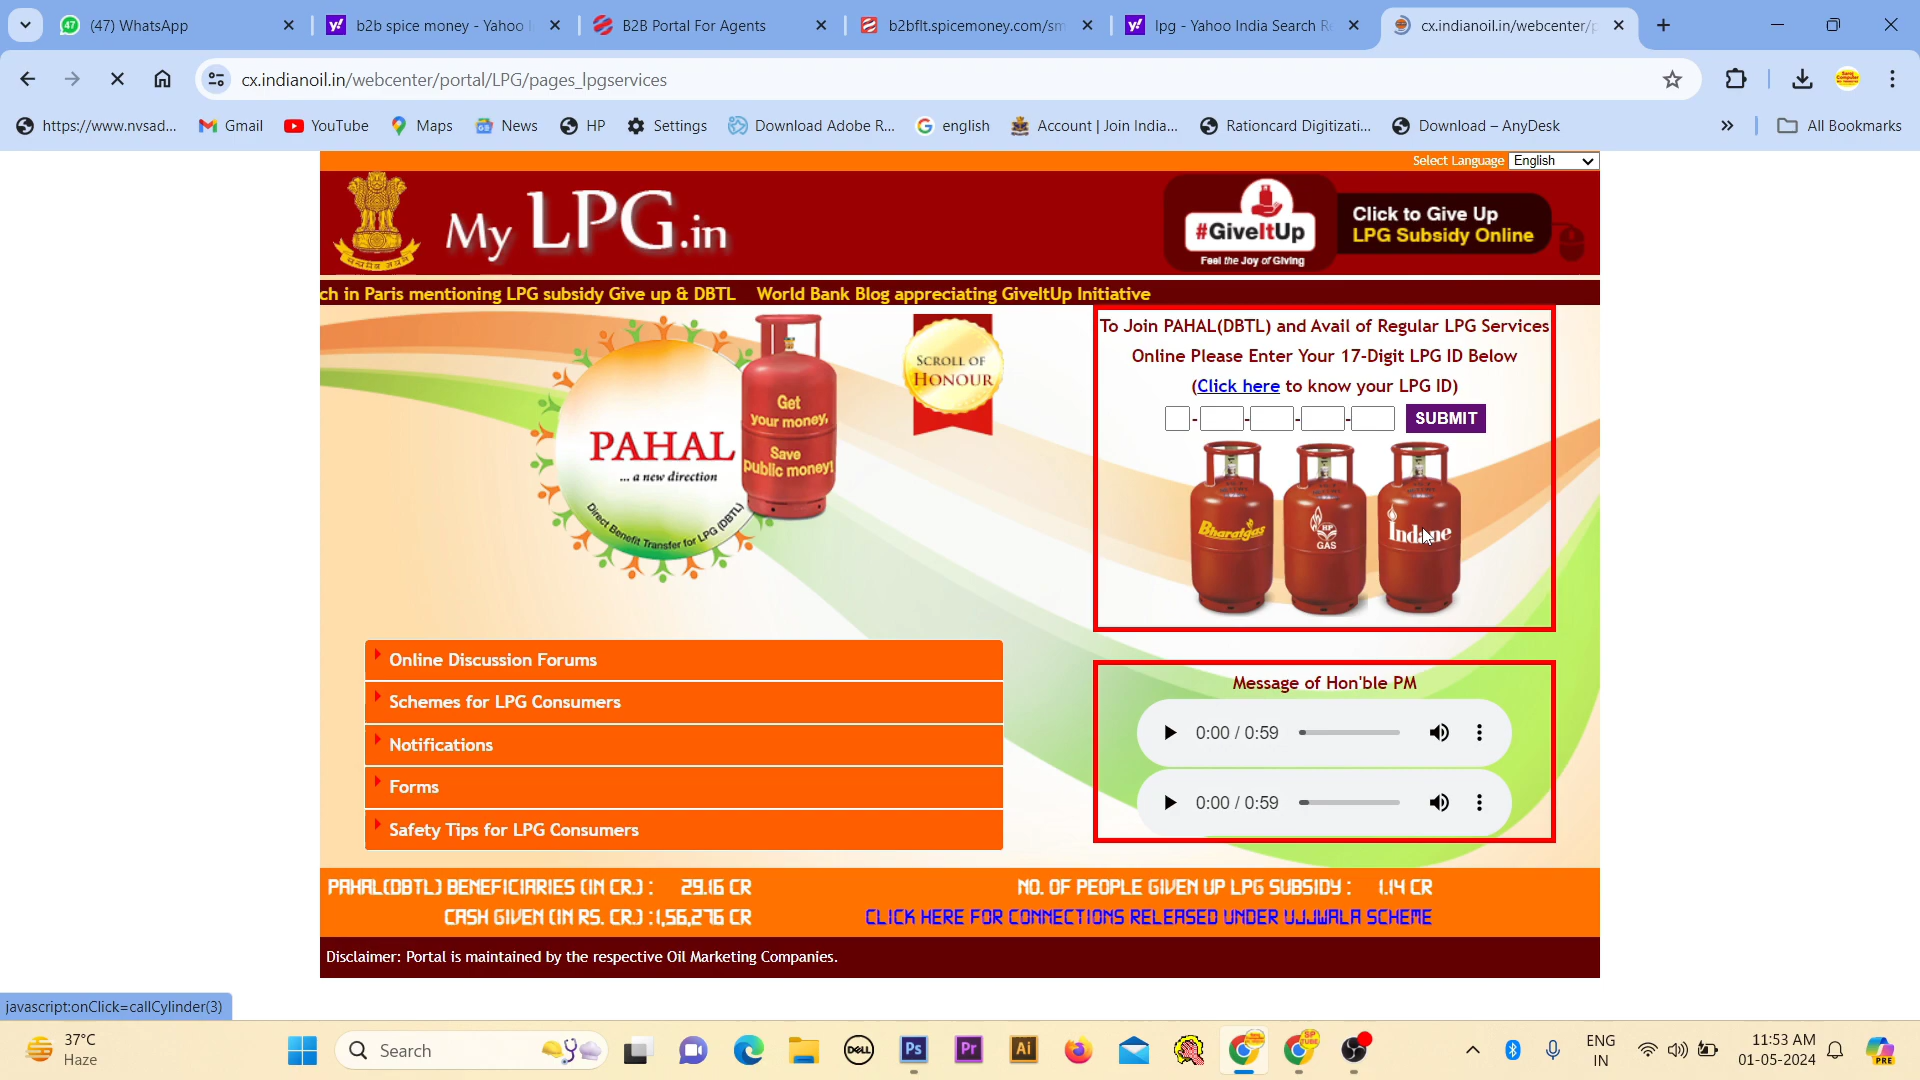 (47) WhatsApp
b2b spice money - Yahoo I
B2B Portal For Agents
b2bflt.spicemoney.com/sm
lpg - Yahoo India Search Re
cx.indianoil.in/webcenter/p
cx.indianoil.in/webcenter/portal/LPG/pages_lpgservices
https://www.nvsad...
Gmail
YouTube
Maps
News
HP
Settings
Download Adobe R...
english
Account | Join India...
Rationcard Digitizati...
Download – AnyDesk
All Bookmarks
Select Language English
My LPG.in
#GiveItUp
Feel the Joy of Giving
Click to Give Up
LPG Subsidy Online
ch in Paris mentioning LPG subsidy Give up & DBTL World Bank Blog appreciating GiveItUp Initiative
PAHAL
... a new direction
Direct Benefit Transfer for LPG (DBTL)
Get
your money,
Save
public money!
SCROLL OF
HONOUR
To Join PAHAL(DBTL) and Avail of Regular LPG Services
Online Please Enter Your 17-Digit LPG ID Below
(Click here to know your LPG ID)
- - - - SUBMIT
Bharatgas
HP
GAS
Indane
Online Discussion Forums
Schemes for LPG Consumers
Notifications
Forms
Safety Tips for LPG Consumers
Message of Hon'ble PM
0:00 / 0:59
0:00 / 0:59
PAHAL(DBTL) BENEFICIARIES (IN CR.) : 29.16 CR
NO. OF PEOPLE GIVEN UP LPG SUBSIDY : 1.14 CR
CASH GIVEN (IN RS. CR.) :1,56,276 CR
CLICK HERE FOR CONNECTIONS RELEASED UNDER UJJWALA SCHEME
Disclaimer: Portal is maintained by the respective Oil Marketing Companies.
javascript:onClick=callCylinder(3)
37°C
Haze
Search
DELL
Ps
Pr
Ai
ENG
IN
11:53 AM
01-05-2024
PRE